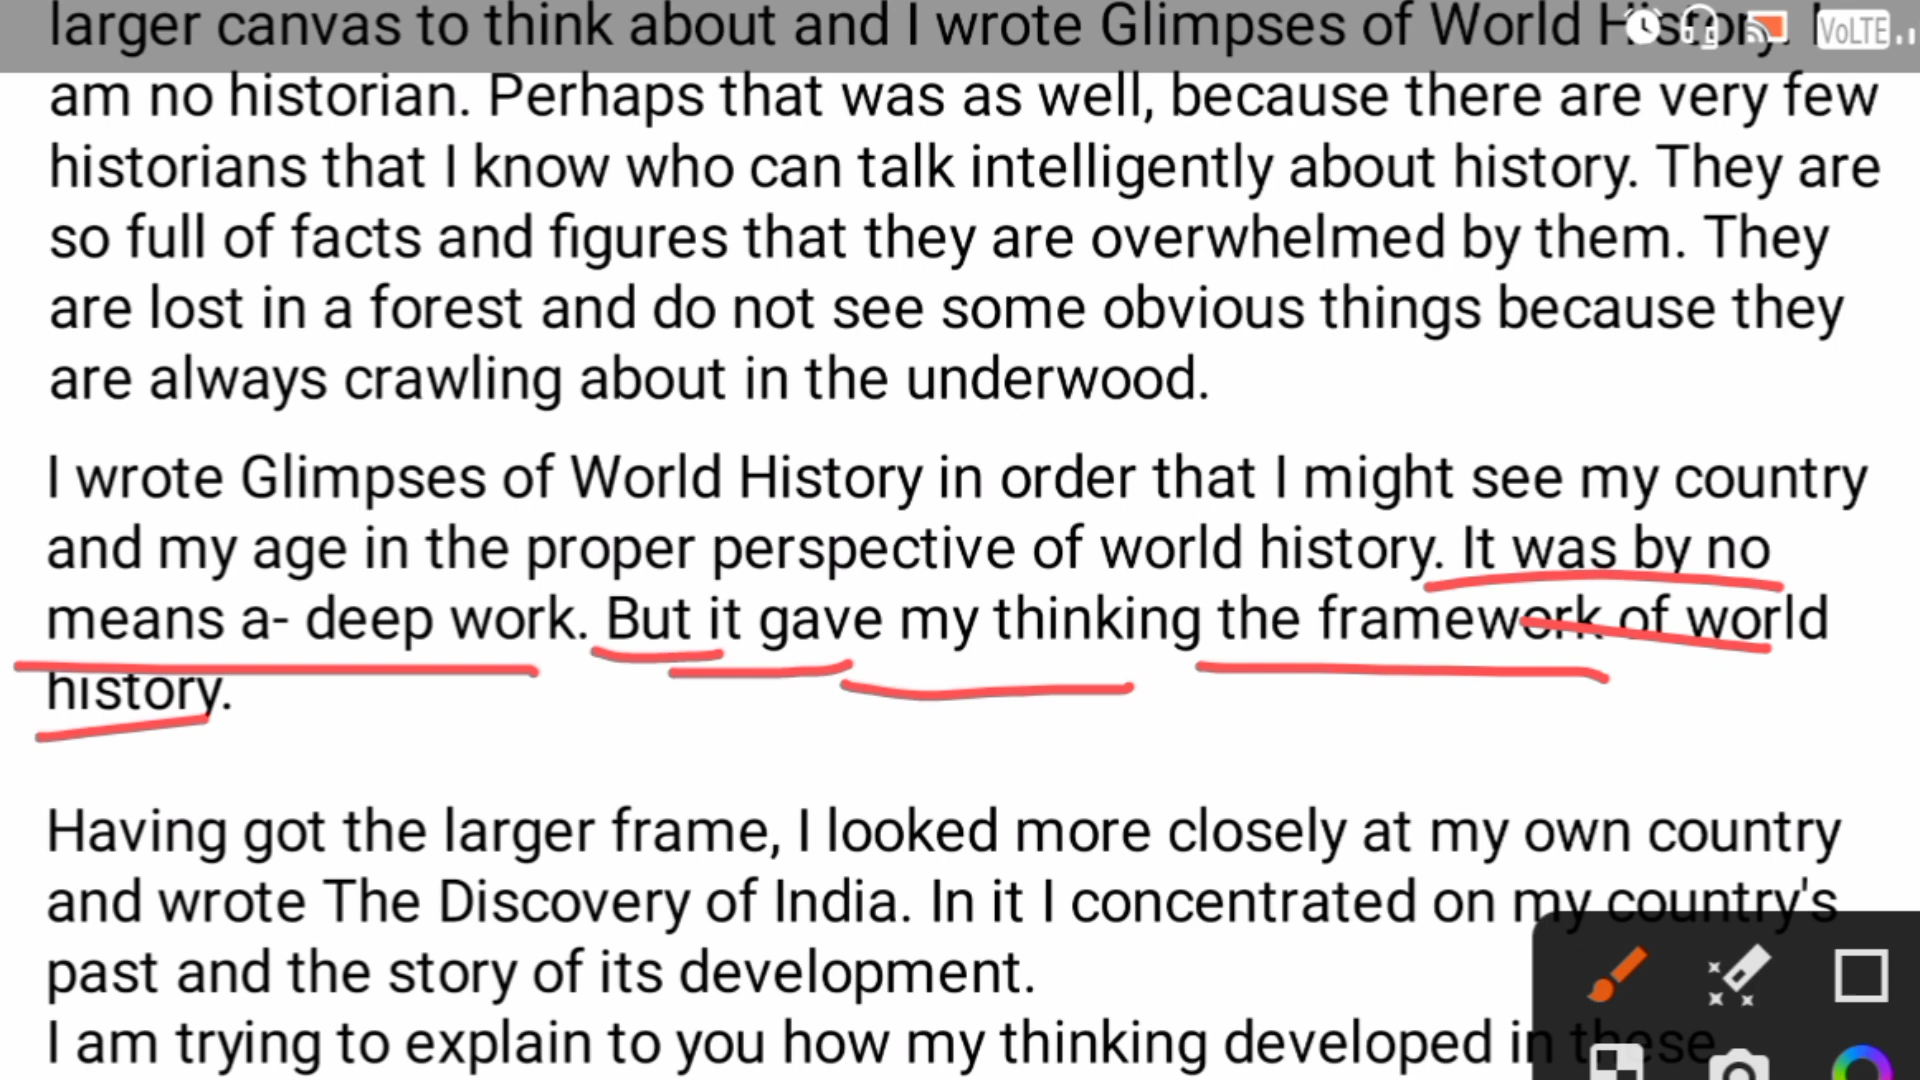 larger canvas to think about and I wrote Glimpses of World History. I
VoLTE
am no historian. Perhaps that was as well, because there are very few
historians that I know who can talk intelligently about history. They are
so full of facts and figures that they are overwhelmed by them. They
are lost in a forest and do not see some obvious things because they
are always crawling about in the underwood.
I wrote Glimpses of World History in order that I might see my country
and my age in the proper perspective of world history. It was by no
means a- deep work. But it gave my thinking the framework of world
history.
Having got the larger frame, I looked more closely at my own country
and wrote The Discovery of India. In it I concentrated on my country's
past and the story of its development.
I am trying to explain to you how my thinking developed in these